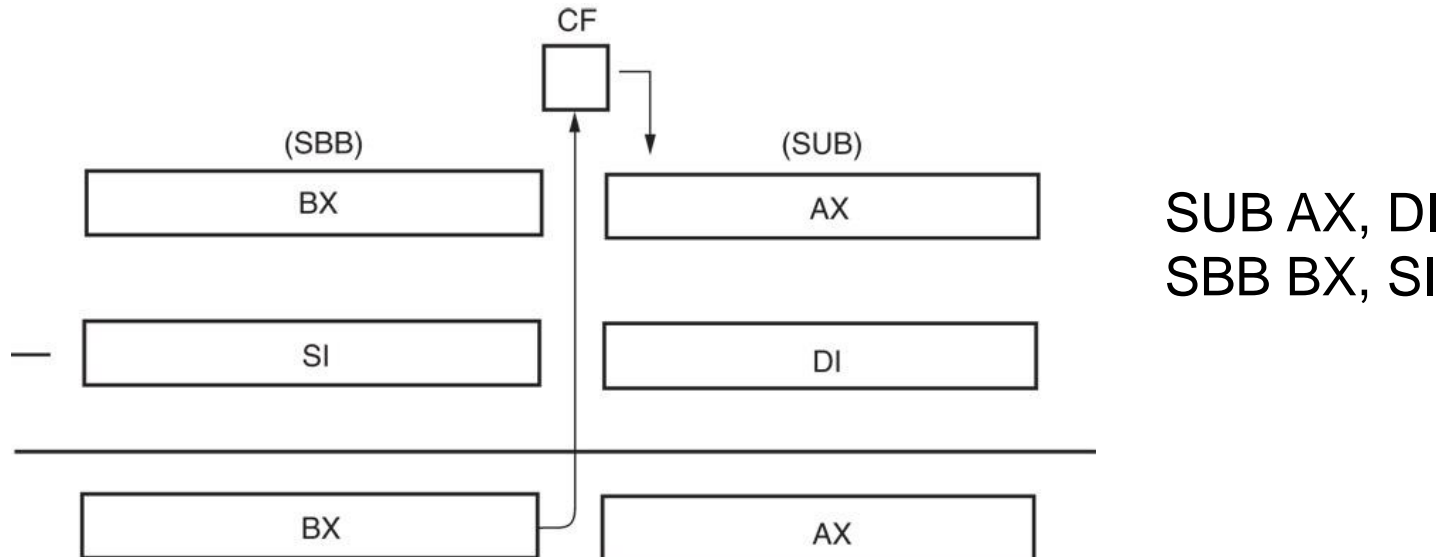 CF
(SBB) (SUB)
BX AX
SUB AX, DI
SBB BX, SI
— SI DI
BX AX